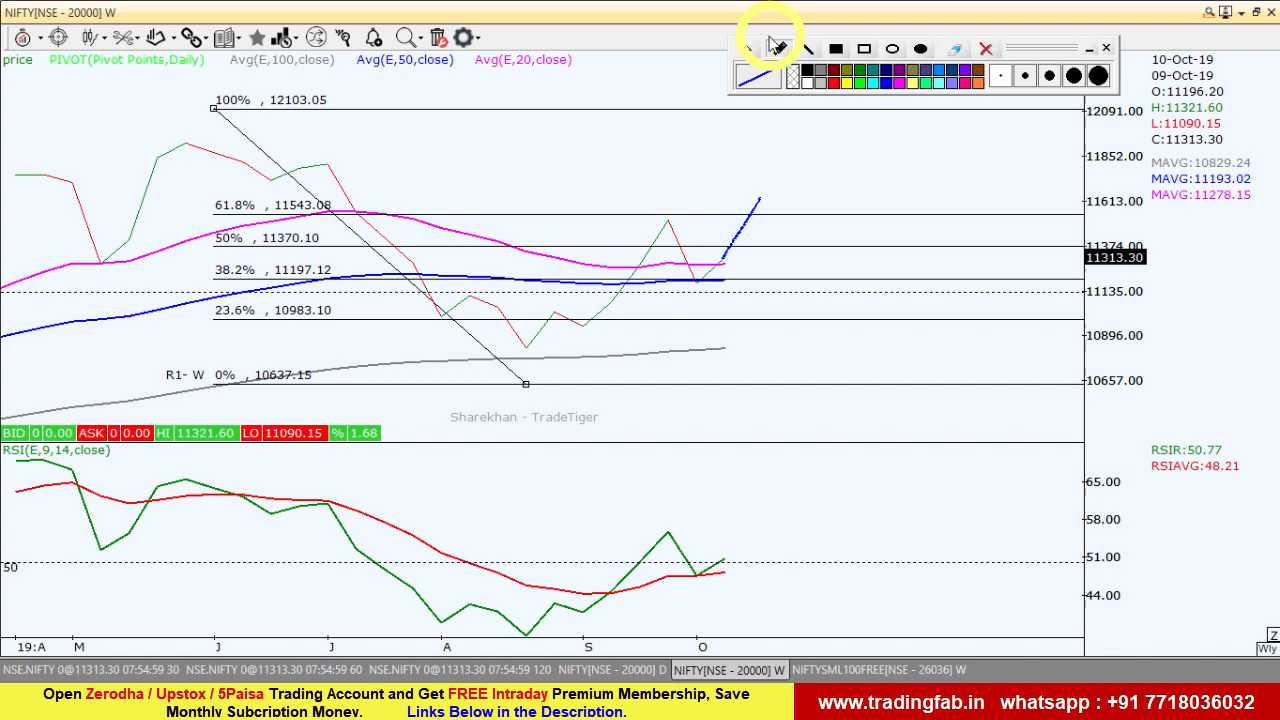 NIFTY[NSE - 20000] W
price PIVOT(Pivot Points,Daily) Avg(E,100,close) Avg(E,50,close) Avg(E,20,close)
10-Oct-19
09-Oct-19
O:11196.20
H:11321.60
L:11090.15
C:11313.30
MAVG:10829.24
MAVG:11193.02
MAVG:11278.15
100% , 12103.05
61.8% , 11543.08
50% , 11370.10
38.2% , 11197.12
23.6% , 10983.10
R1- W 0% , 10637.15
12091.00
11852.00
11613.00
11374.00
11313.30
11135.00
10896.00
10657.00
Sharekhan - TradeTiger
BID 0 0.00 ASK 0 0.00 HI 11321.60 LO 11090.15 % 1.68
RSI(E,9,14,close)
RSIR:50.77
RSIAVG:48.21
65.00
58.00
51.00
44.00
50
19:A M J J A S O
Z
Wly
NSE.NIFTY 0@11313.30 07:54:59 30 NSE.NIFTY 0@11313.30 07:54:59 60 NSE.NIFTY 0@11313.30 07:54:59 120 NIFTY[NSE - 20000] D NIFTY[NSE - 20000] W NIFTYSML100FREE[NSE - 26036] W
Open Zerodha / Upstox / 5Paisa Trading Account and Get FREE Intraday Premium Membership, Save
Monthly Subcription Money. Links Below in the Description.
www.tradingfab.in whatsapp : +91 7718036032